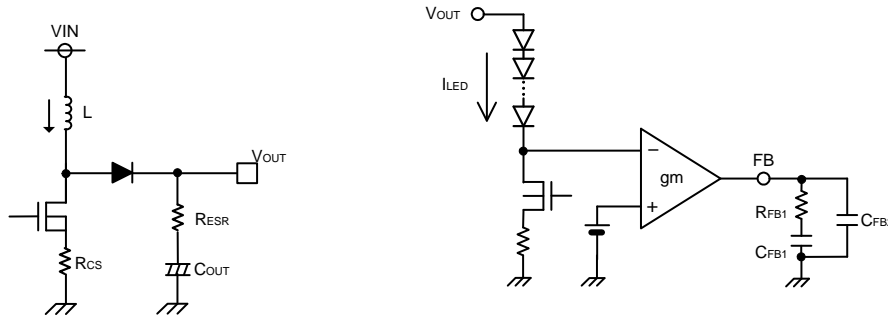 VIN
L
VOUT
RCS
RESR
COUT
VOUT
ILED
−
+
gm
FB
RFB1
CFB1
CFB2